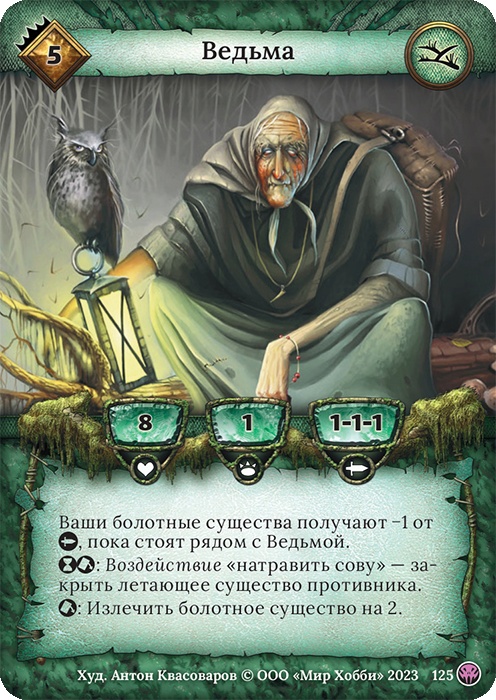 5
Ведьма
8
1
1-1-1
Ваши болотные существа получают −1 от
, пока стоят рядом с Ведьмой.
: Воздействие «натравить сову» — за-
крыть летающее существо противника.
: Излечить болотное существо на 2.
Худ. Антон Квасоваров © ООО «Мир Хобби» 2023 125